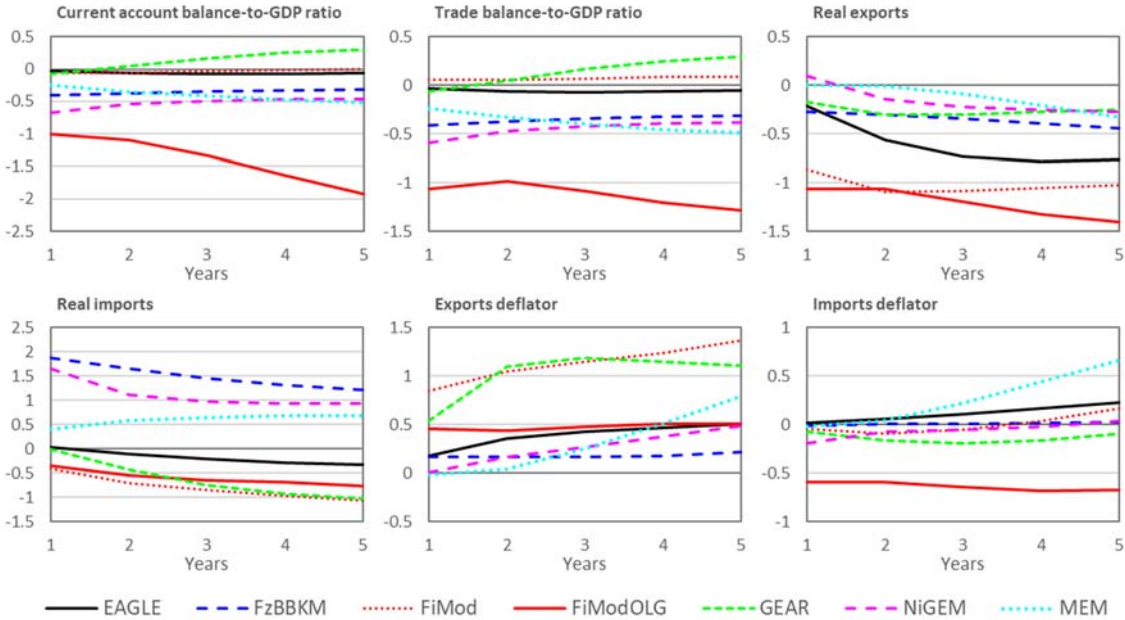 Current account balance-to-GDP ratio
0.5
0
-0.5
-1
-1.5
-2
-2.5
1 2 3 4 5
Years
Trade balance-to-GDP ratio
0.5
0
-0.5
-1
-1.5
1 2 3 4 5
Years
Real exports
0.5
0
-0.5
-1
-1.5
1 2 3 4 5
Years
Real imports
2.5
2
1.5
1
0.5
0
-0.5
-1
-1.5
1 2 3 4 5
Years
Exports deflator
1.5
1
0.5
0
-0.5
1 2 3 4 5
Years
Imports deflator
1
0.5
0
-0.5
-1
1 2 3 4 5
Years
EAGLE FzBBKM FiMod FiModOLG GEAR NiGEM MEM